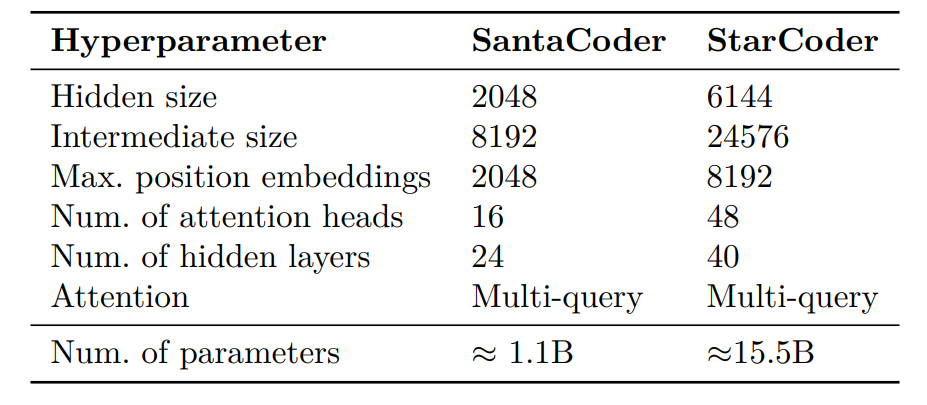 Hyperparameter SantaCoder StarCoder
Hidden size 2048 6144
Intermediate size 8192 24576
Max. position embeddings 2048 8192
Num. of attention heads 16 48
Num. of hidden layers 24 40
Attention Multi-query Multi-query
Num. of parameters ≈ 1.1B ≈15.5B